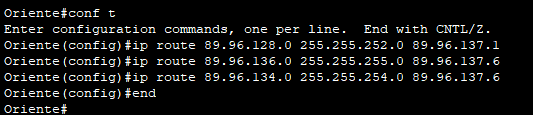 Oriente#conf t
Enter configuration commands, one per line.  End with CNTL/Z.
Oriente(config)#ip route 89.96.128.0 255.255.252.0 89.96.137.1
Oriente(config)#ip route 89.96.136.0 255.255.255.0 89.96.137.6
Oriente(config)#ip route 89.96.134.0 255.255.254.0 89.96.137.6
Oriente(config)#end
Oriente#